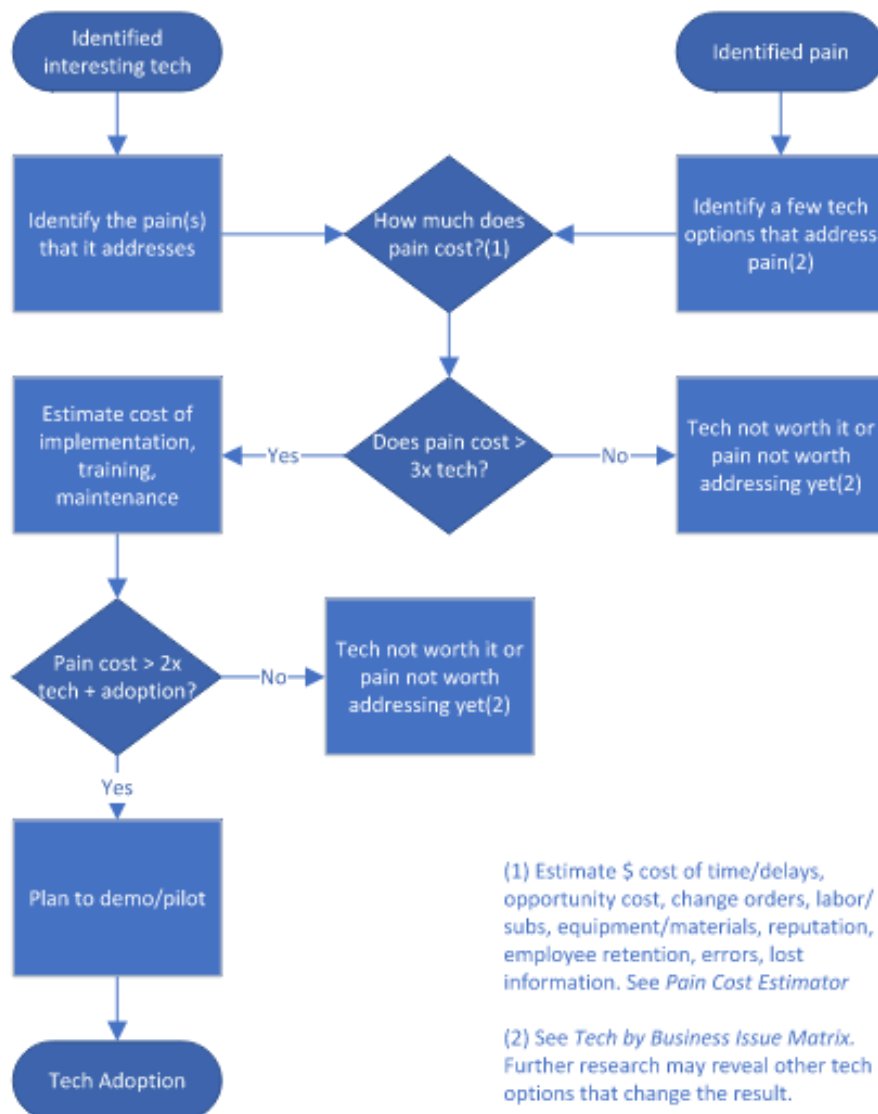 Identified
interesting tech
Identified pain
Identify the pain(s)
that it addresses
How much does
pain cost?(1)
Identify a few tech
options that address
pain(2)
Estimate cost of
implementation,
training,
maintenance
Yes
Does pain cost >
3x tech?
No
Tech not worth it or
pain not worth
addressing yet(2)
Pain cost > 2x
tech + adoption?
No
Tech not worth it or
pain not worth
addressing yet(2)
Yes
Plan to demo/pilot
Tech Adoption
(1) Estimate $ cost of time/delays,
opportunity cost, change orders, labor/
subs, equipment/materials, reputation,
employee retention, errors, lost
information. See Pain Cost Estimator
(2) See Tech by Business Issue Matrix.
Further research may reveal other tech
options that change the result.